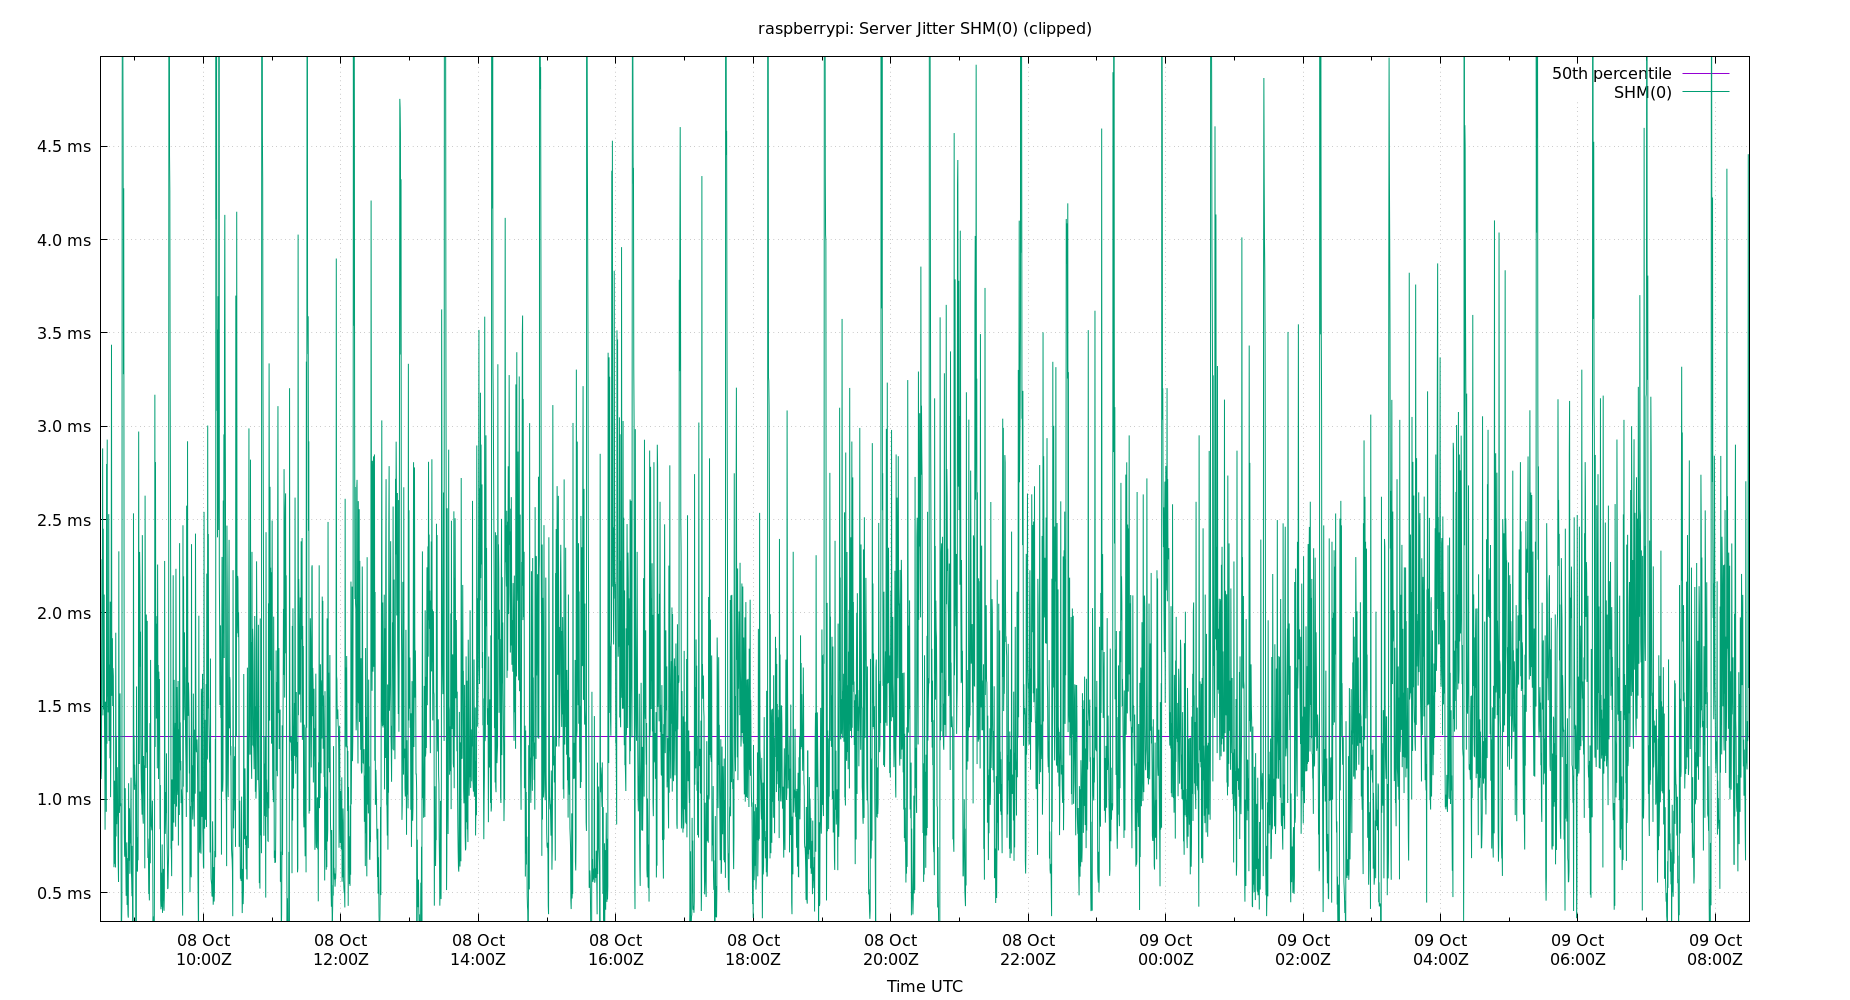 raspberrypi: Server Jitter SHM(0) (clipped)
50th percentile
SHM(0)
4.5 ms
4.0 ms
3.5 ms
3.0 ms
2.5 ms
2.0 ms
1.5 ms
1.0 ms
0.5 ms
08 Oct 08 Oct 08 Oct 08 Oct 08 Oct 08 Oct 08 Oct 09 Oct 09 Oct 09 Oct 09 Oct 09 Oct
10:00Z 12:00Z 14:00Z 16:00Z 18:00Z 20:00Z 22:00Z 00:00Z 02:00Z 04:00Z 06:00Z 08:00Z
Time UTC